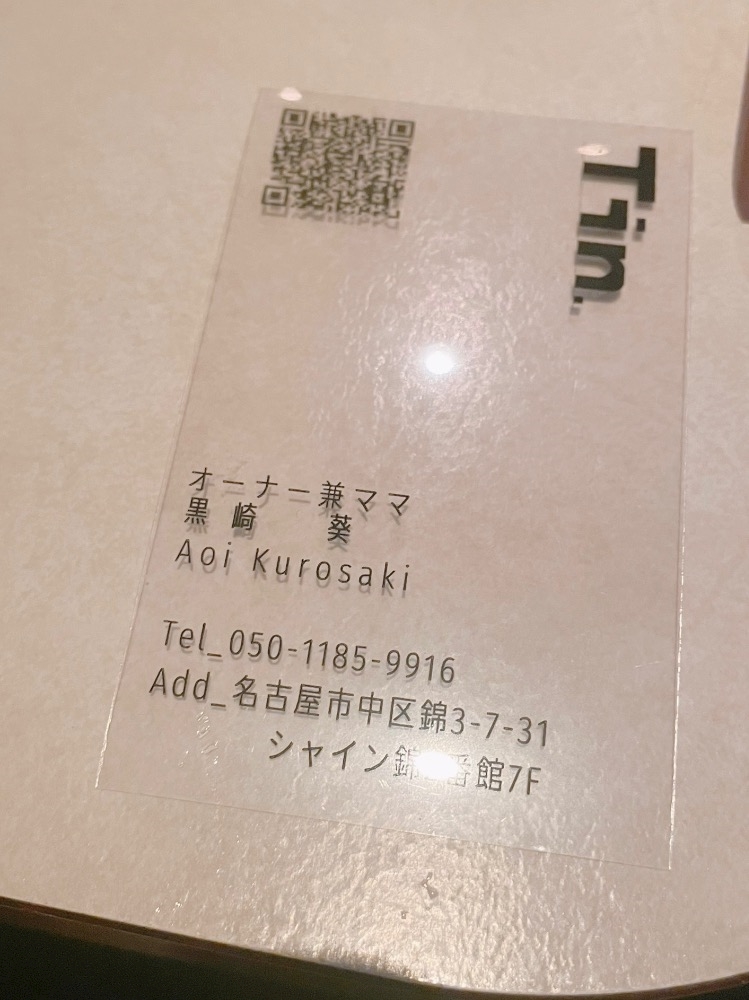 Tin.
オーナー兼ママ
黒崎 葵
Aoi Kurosaki
Tel_050-1185-9916
Add_名古屋市中区錦3-7-31
シャイン錦 番館7F